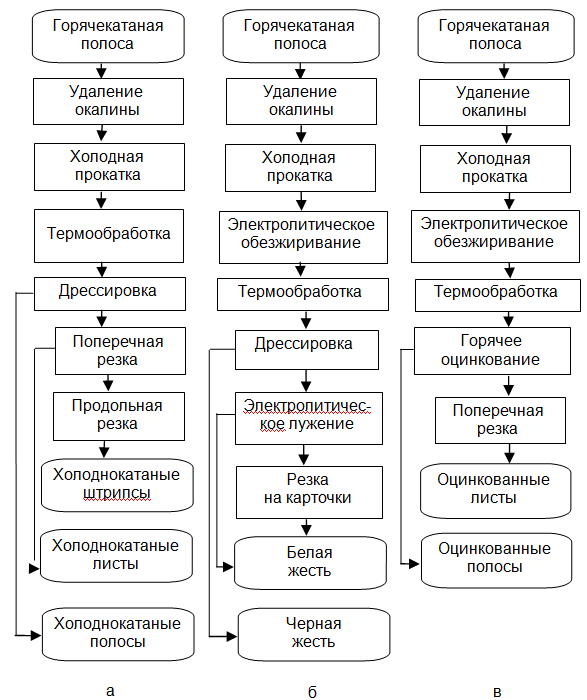 Горячекатаная
полоса
Удаление
окалины
Холодная
прокатка
Термообработка
Дрессировка
Поперечная
резка
Продольная
резка
Холоднокатаные
штрипсы
Холоднокатаные
листы
Холоднокатаные
полосы
а
Горячекатаная
полоса
Удаление
окалины
Холодная
прокатка
Электролитическое
обезжиривание
Термообработка
Дрессировка
Электролитичес-
кое лужение
Резка
на карточки
Белая
жесть
Черная
жесть
б
Горячекатаная
полоса
Удаление
окалины
Холодная
прокатка
Электролитическое
обезжиривание
Термообработка
Горячее
оцинкование
Поперечная
резка
Оцинкованные
листы
Оцинкованные
полосы
в